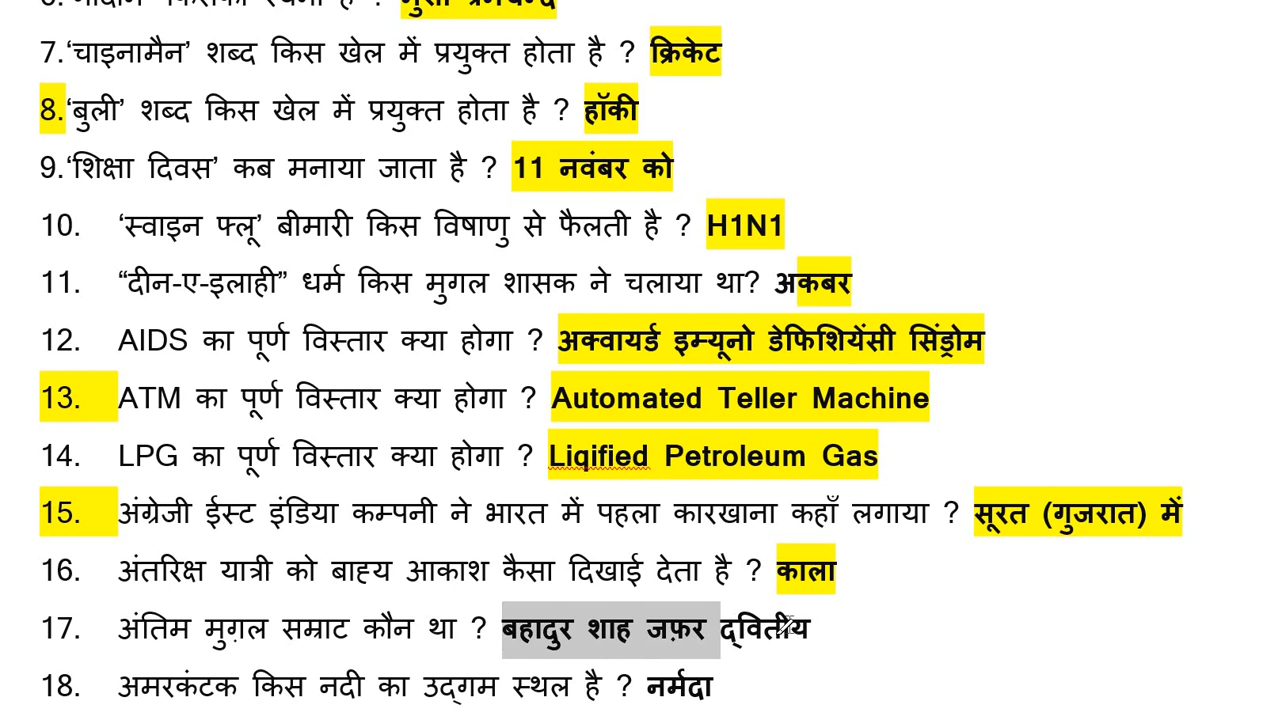 7.‘चाइनामैन’ शब्द किस खेल में प्रयुक्त होता है ? क्रिकेट
8.‘बुली’ शब्द किस खेल में प्रयुक्त होता है ? हॉकी
9.‘शिक्षा दिवस’ कब मनाया जाता है ? 11 नवंबर को
10. ‘स्वाइन फ्लू’ बीमारी किस विषाणु से फैलती है ? H1N1
11. “दीन-ए-इलाही” धर्म किस मुगल शासक ने चलाया था? अकबर
12. AIDS का पूर्ण विस्तार क्या होगा ? अक्वायर्ड इम्यूनो डेफिशियेंसी सिंड्रोम
13. ATM का पूर्ण विस्तार क्या होगा ? Automated Teller Machine
14. LPG का पूर्ण विस्तार क्या होगा ? Liqified Petroleum Gas
15. अंग्रेजी ईस्ट इंडिया कम्पनी ने भारत में पहला कारखाना कहाँ लगाया ? सूरत (गुजरात) में
16. अंतरिक्ष यात्री को बाह्य आकाश कैसा दिखाई देता है ? काला
17. अंतिम मुग़ल सम्राट कौन था ? बहादुर शाह जफ़र द्वितीय
18. अमरकंटक किस नदी का उद्गम स्थल है ? नर्मदा